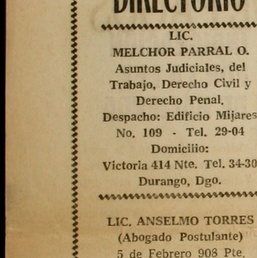 DIRECTORIO
LIC.
MELCHOR PARRAL O.
Asuntos Judiciales, del
Trabajo, Derecho Civil y
Derecho Penal.
Despacho: Edificio Mijares
No. 109 - Tel. 29-04
Domicilio:
Victoria 414 Nte. Tel. 34-30
Durango, Dgo.
LIC. ANSELMO TORRES
(Abogado Postulante)
5 de Febrero 908 Pte.